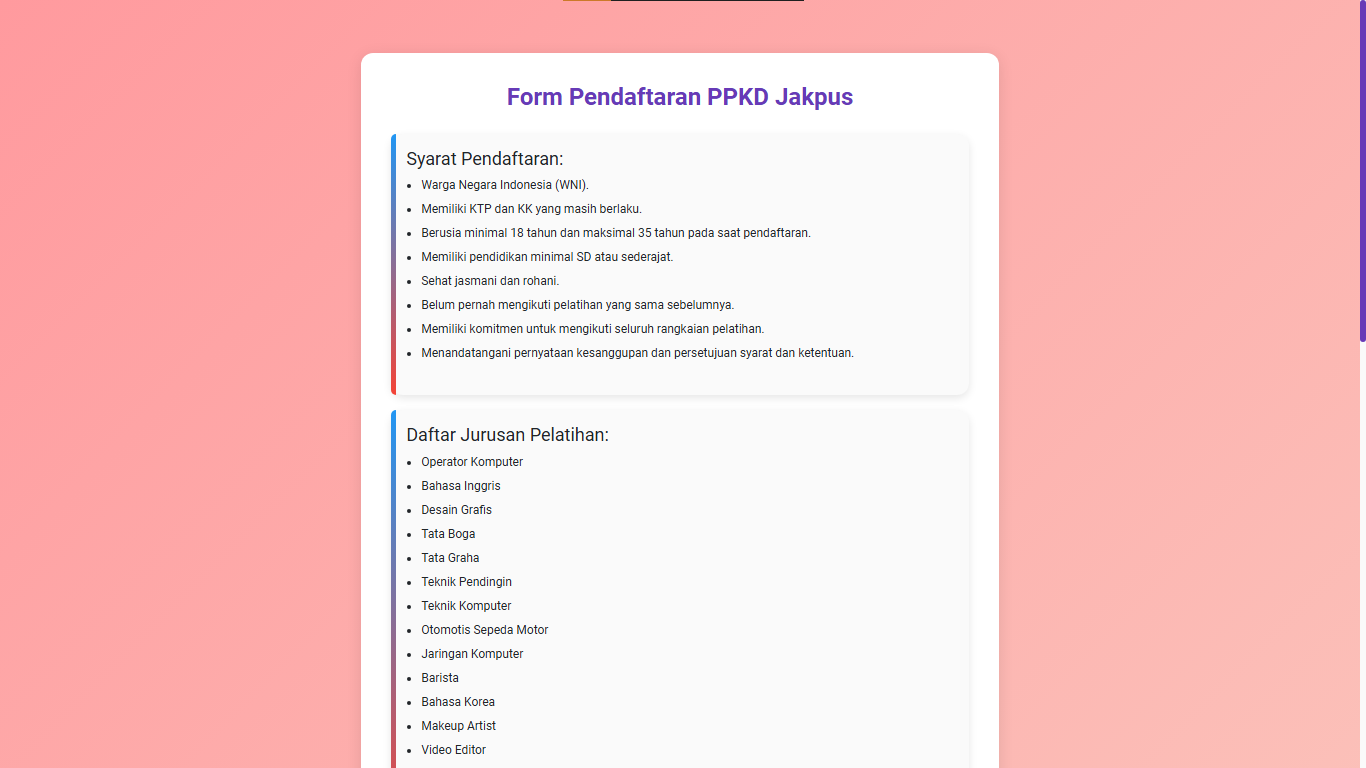 Form Pendaftaran PPKD Jakpus
Syarat Pendaftaran:
Warga Negara Indonesia (WNI).
Memiliki KTP dan KK yang masih berlaku.
Berusia minimal 18 tahun dan maksimal 35 tahun pada saat pendaftaran.
Memiliki pendidikan minimal SD atau sederajat.
Sehat jasmani dan rohani.
Belum pernah mengikuti pelatihan yang sama sebelumnya.
Memiliki komitmen untuk mengikuti seluruh rangkaian pelatihan.
Menandatangani pernyataan kesanggupan dan persetujuan syarat dan ketentuan.
Daftar Jurusan Pelatihan:
Operator Komputer
Bahasa Inggris
Desain Grafis
Tata Boga
Tata Graha
Teknik Pendingin
Teknik Komputer
Otomotis Sepeda Motor
Jaringan Komputer
Barista
Bahasa Korea
Makeup Artist
Video Editor